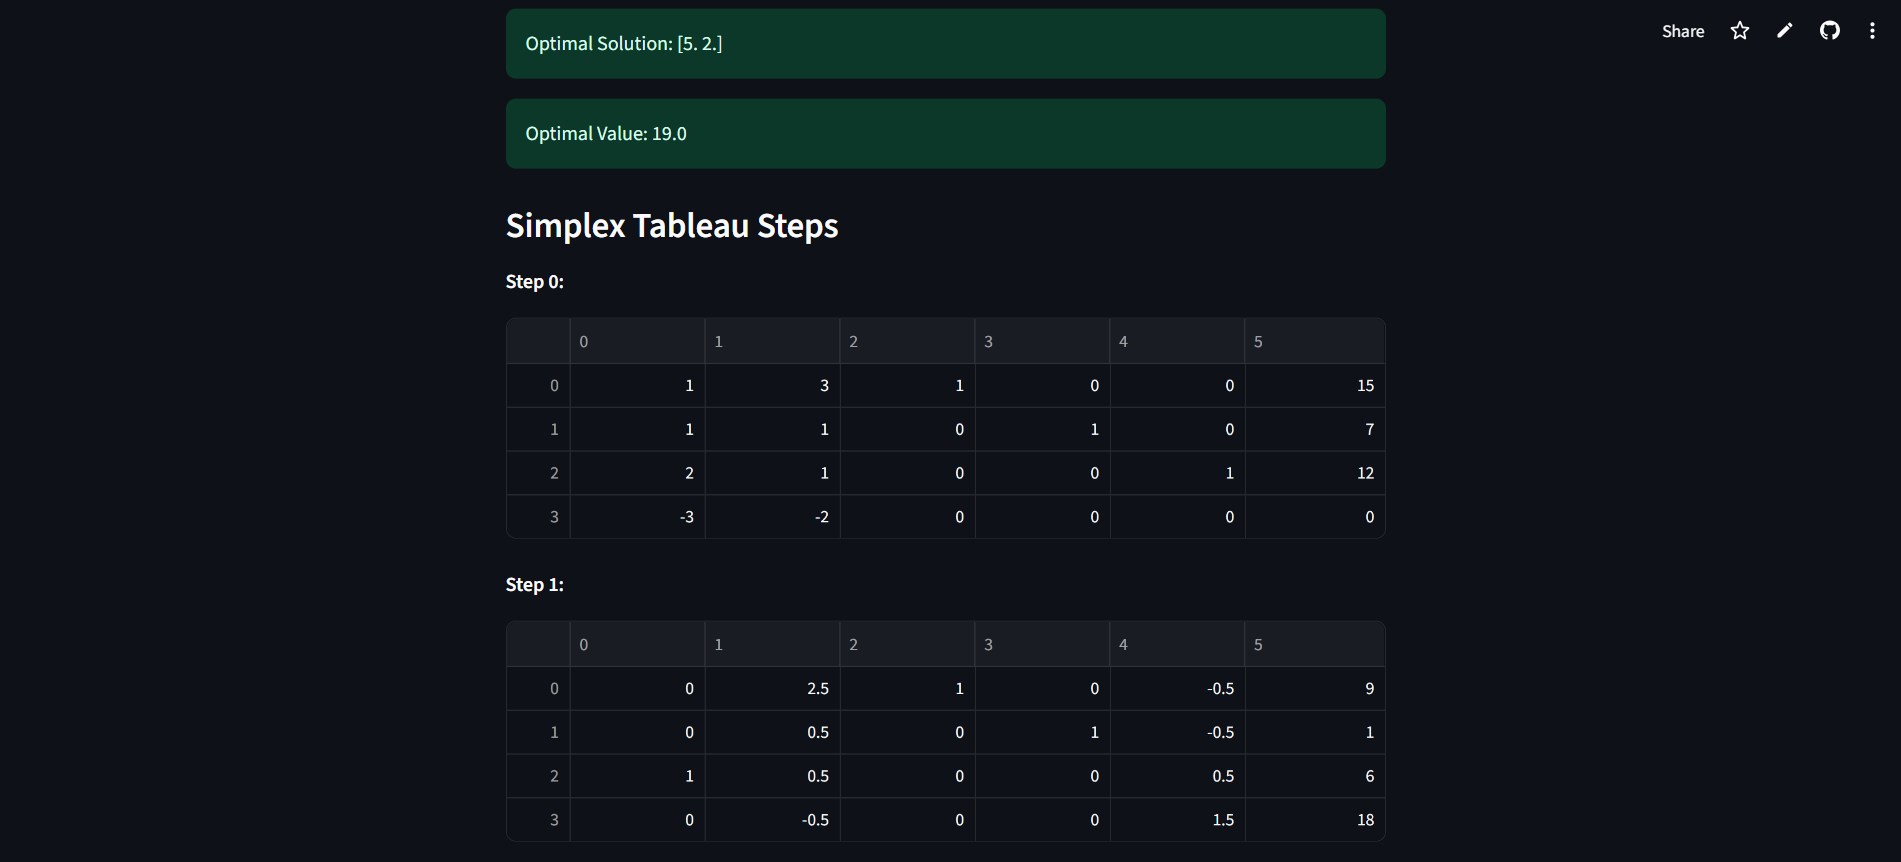 Share
Optimal Solution: [5. 2.]
Optimal Value: 19.0
Simplex Tableau Steps
Step 0:
0 1 2 3 4 5
0 1 3 1 0 0 15
1 1 1 0 1 0 7
2 2 1 0 0 1 12
3 -3 -2 0 0 0 0
Step 1:
0 1 2 3 4 5
0 0 2.5 1 0 -0.5 9
1 0 0.5 0 1 -0.5 1
2 1 0.5 0 0 0.5 6
3 0 -0.5 0 0 1.5 18